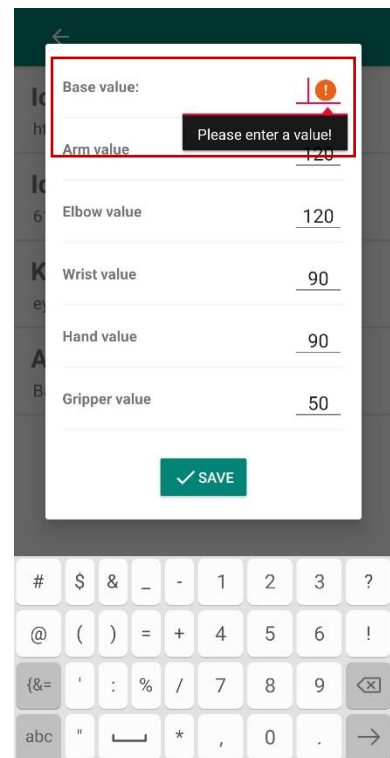 Base value:
!
Please enter a value!
Arm value 120
Elbow value 120
Wrist value 90
Hand value 90
Gripper value 50
SAVE
# $ & _ - 1 2 3 ?
@ ( ) = + 4 5 6 !
{&= ' : % / 7 8 9
abc " * , 0 .